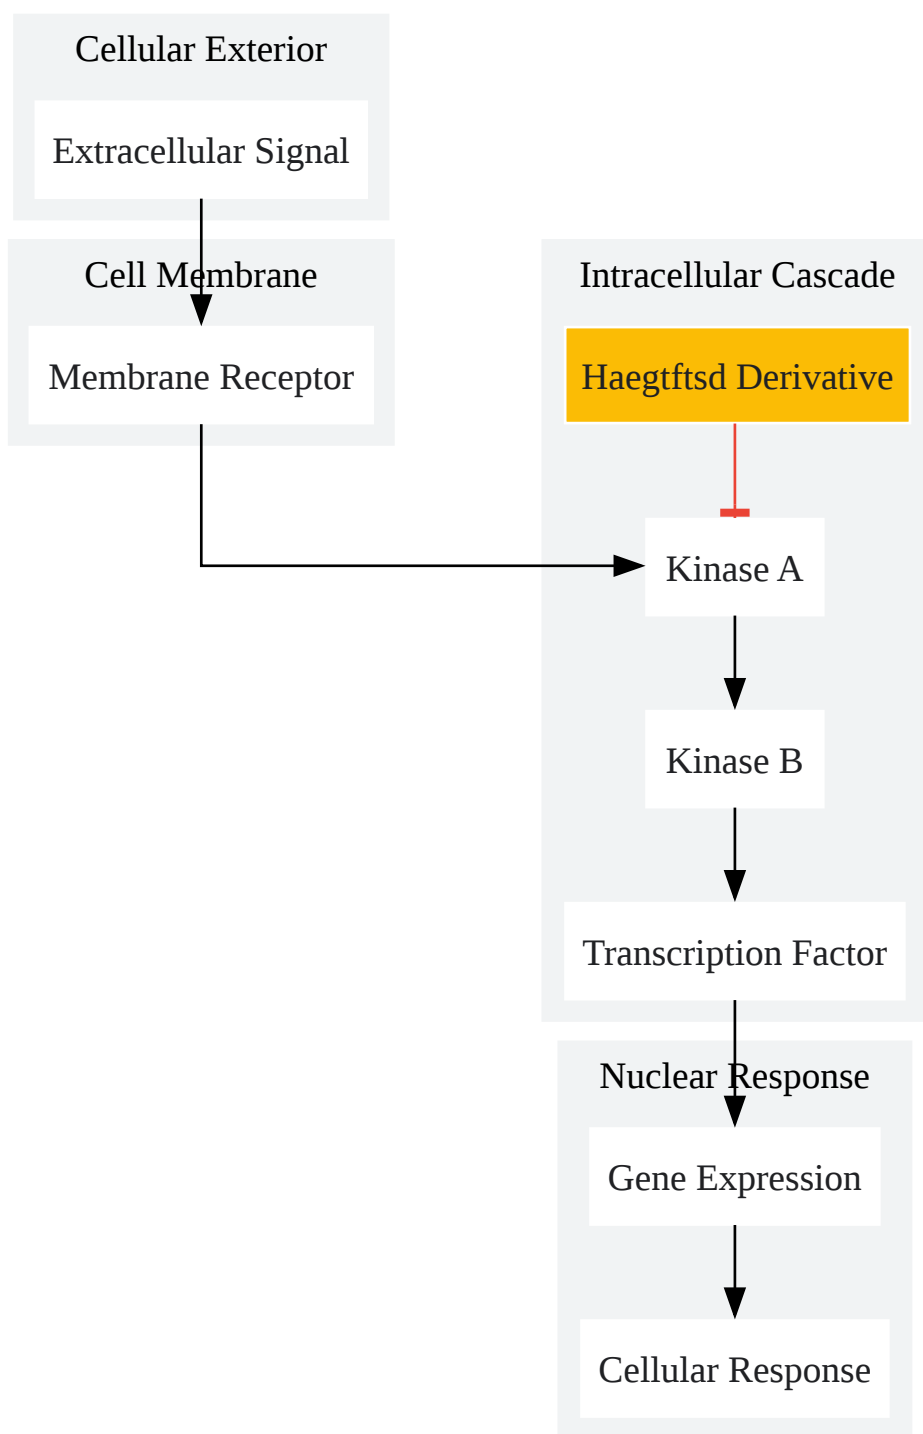 Cellular Exterior
Extracellular Signal
Cell Membrane
Membrane Receptor
Intracellular Cascade
Haegtftsd Derivative
Kinase A
Kinase B
Transcription Factor
Nuclear Response
Gene Expression
Cellular Response